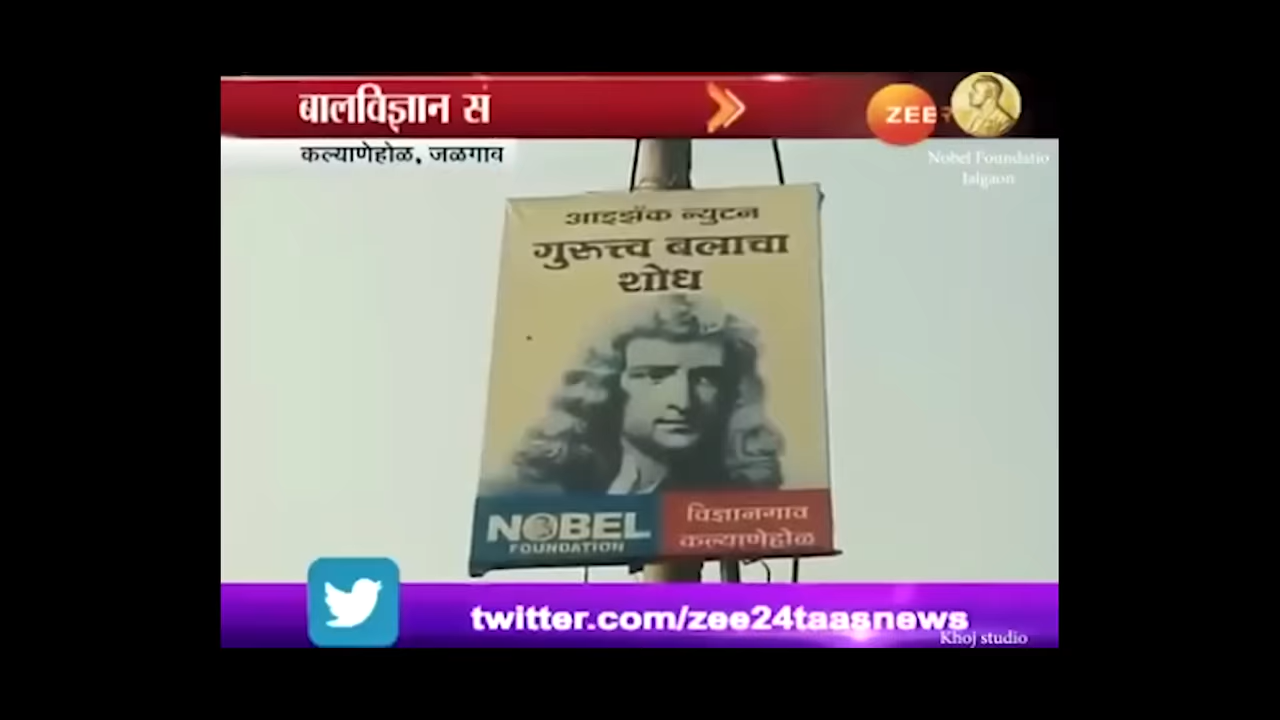 बालविज्ञान सं
ZEE
कल्याणेहोळ, जळगाव
Nobel Foundatio
Jalgaon
आइझॅक न्युटन
गुरुत्त्व बलाचा
शोध
NOBEL
FOUNDATION
विज्ञानगाव
कल्याणेहोळ
twitter.com/zee24taasnews
Khoj studio